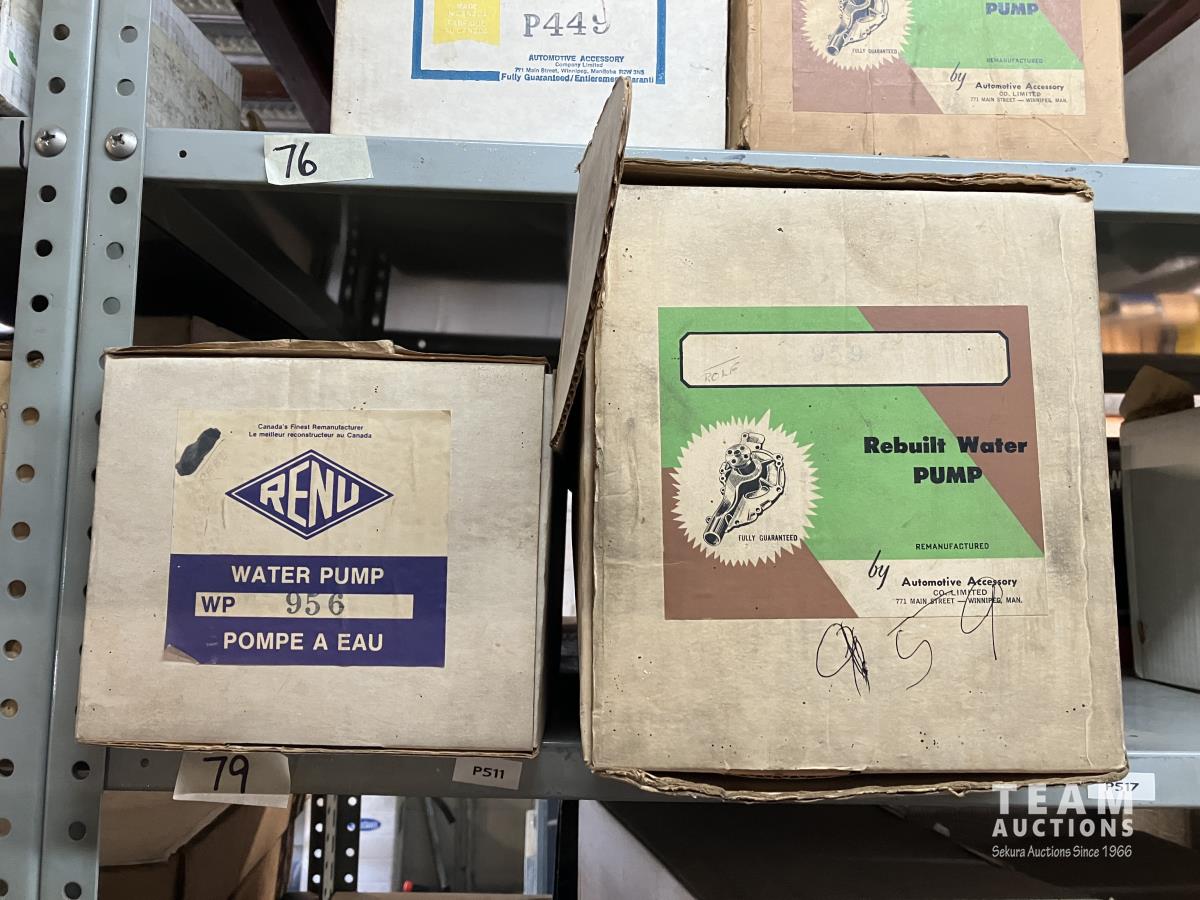 P449
AUTOMOTIVE ACCESSORY
Company Limited
771 Main Street, Winnipeg, Manitoba R2W 3N5
Fully Guaranteed/Entierement Garanti
PUMP
FULLY GUARANTEED
REMANUFACTURED
by Automotive Accessory
CO. LIMITED
771 MAIN STREET — WINNIPEG, MAN.
76
Canada's Finest Remanufacturer
Le meilleur reconstructeur au Canada
RENU
WATER PUMP
WP 956
POMPE A EAU
959
ROLF
Rebuilt Water
PUMP
FULLY GUARANTEED
REMANUFACTURED
by Automotive Accessory
CO. LIMITED
771 MAIN STREET — WINNIPEG, MAN.
959
79
P511
P517
TEAM
AUCTIONS
Sekura Auctions Since 1966